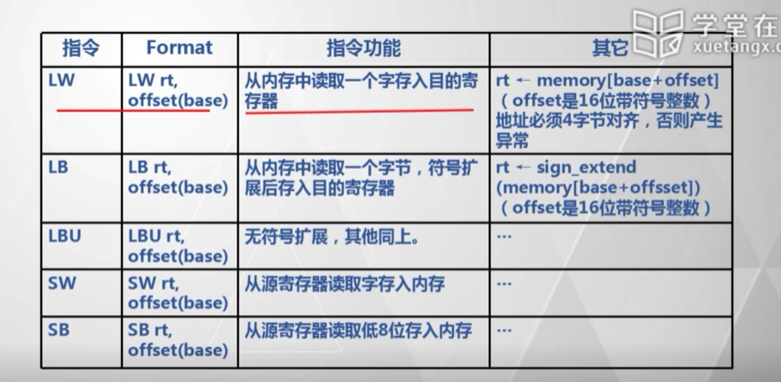 学堂在
xuetangx.
指令 Format 指令功能 其它
LW LW rt, offset(base) 从内存中读取一个字存入目的寄存器 rt ← memory[base+offset]
（offset是16位带符号整数）
地址必须4字节对齐，否则产生
异常
LB LB rt, offset(base) 从内存中读取一个字节，符号扩展后存入目的寄存器 rt ← sign_extend
(memory[base+offsset])
（offset是16位带符号整数）
LBU LBU rt, offset(base) 无符号扩展，其他同上。 …
SW SW rt, offset(base) 从源寄存器读取字存入内存 …
SB SB rt, offset(base) 从源寄存器读取低8位存入内存 …